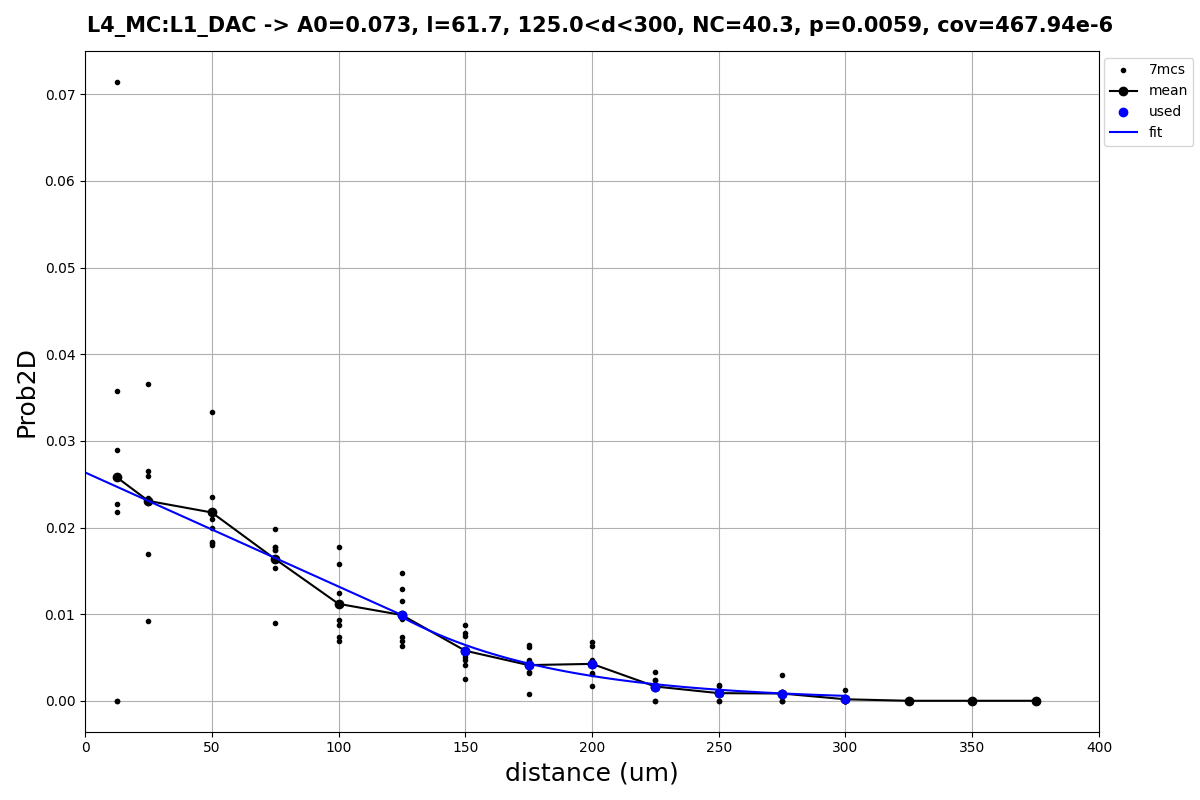 L4_MC:L1_DAC -> A0=0.073, l=61.7, 125.0<d<300, NC=40.3, p=0.0059, cov=467.94e-6
7mcs
mean
used
fit
0.07
0.06
0.05
0.04
0.03
0.02
0.01
0.00
Prob2D
0 50 100 150 200 250 300 350 400
distance (um)